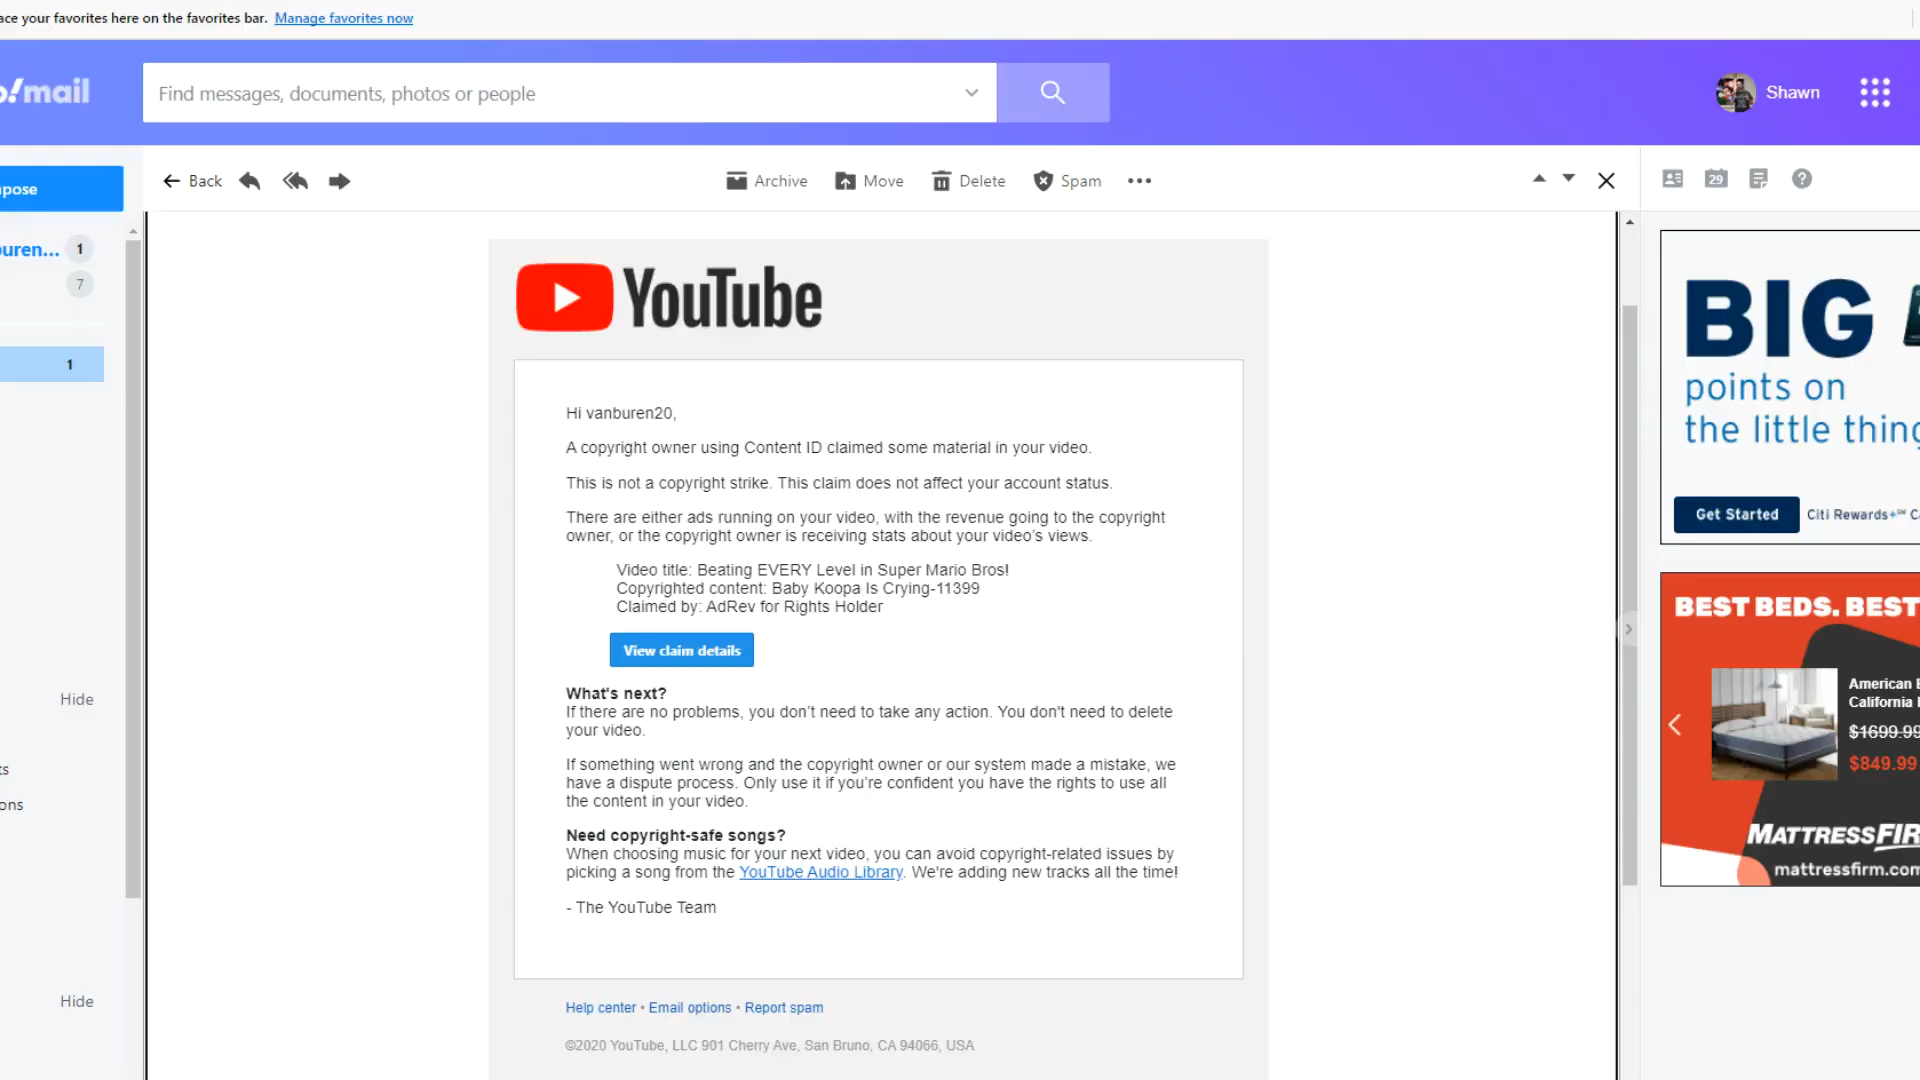 ace your favorites here on the favorites bar. Manage favorites now
o!mail
Find messages, documents, photos or people
Shawn
pose
Back
Archive
Move
Delete
Spam
29
uren... 1
7
1
Hide
ts
ons
Hide
YouTube
Hi vanburen20,
A copyright owner using Content ID claimed some material in your video.
This is not a copyright strike. This claim does not affect your account status.
There are either ads running on your video, with the revenue going to the copyright
owner, or the copyright owner is receiving stats about your video's views.
Video title: Beating EVERY Level in Super Mario Bros!
Copyrighted content: Baby Koopa Is Crying-11399
Claimed by: AdRev for Rights Holder
View claim details
What's next?
If there are no problems, you don’t need to take any action. You don't need to delete
your video.
If something went wrong and the copyright owner or our system made a mistake, we
have a dispute process. Only use it if you’re confident you have the rights to use all
the content in your video.
Need copyright-safe songs?
When choosing music for your next video, you can avoid copyright-related issues by
picking a song from the YouTube Audio Library. We're adding new tracks all the time!
- The YouTube Team
Help center • Email options • Report spam
©2020 YouTube, LLC 901 Cherry Ave, San Bruno, CA 94066, USA
BIG
points on
the little thing
Get Started
Citi Rewards+℠ C
BEST BEDS. BEST
American
California
$1699.99
$849.99
MATTRESSFIR
mattressfirm.com